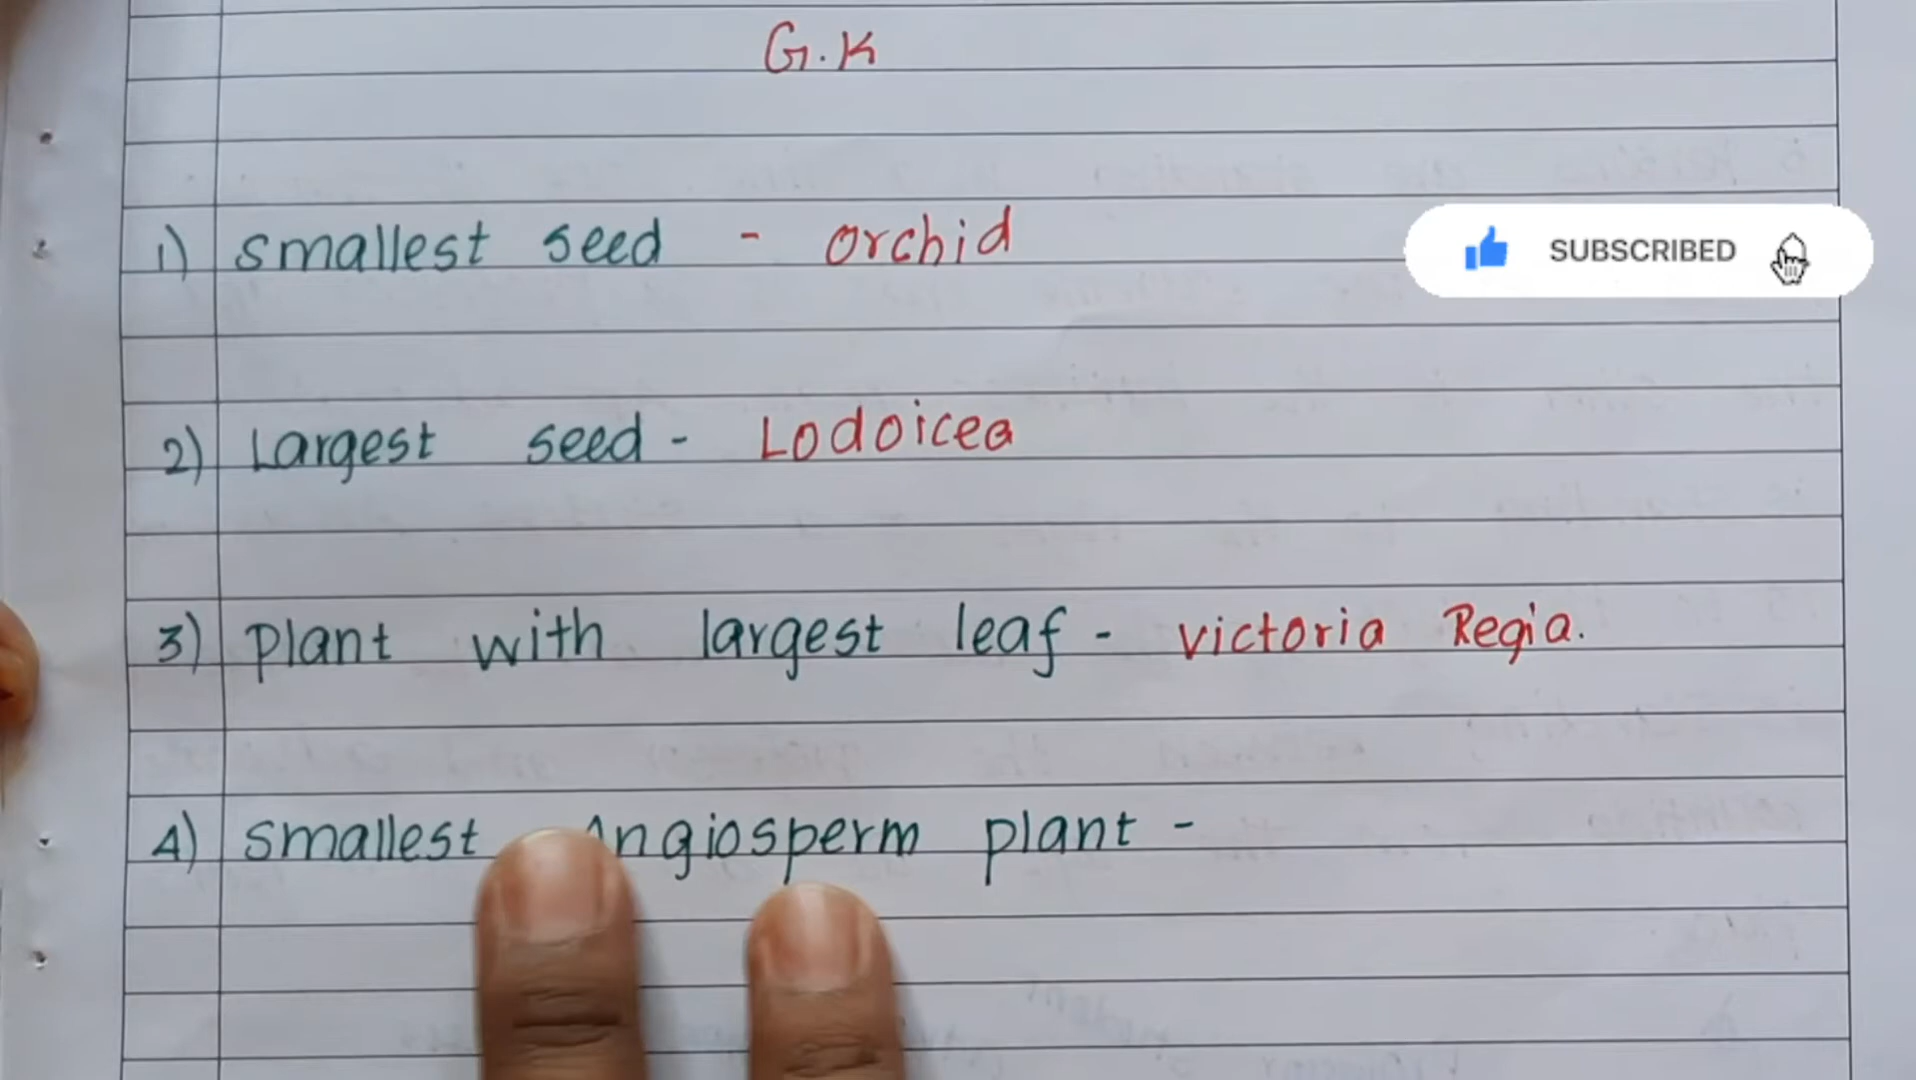 G.K
1) smallest seed - orchid
SUBSCRIBED
2) Largest seed - Lodoicea
3) plant with largest leaf - victoria Regia.
4) smallest Angiosperm plant -